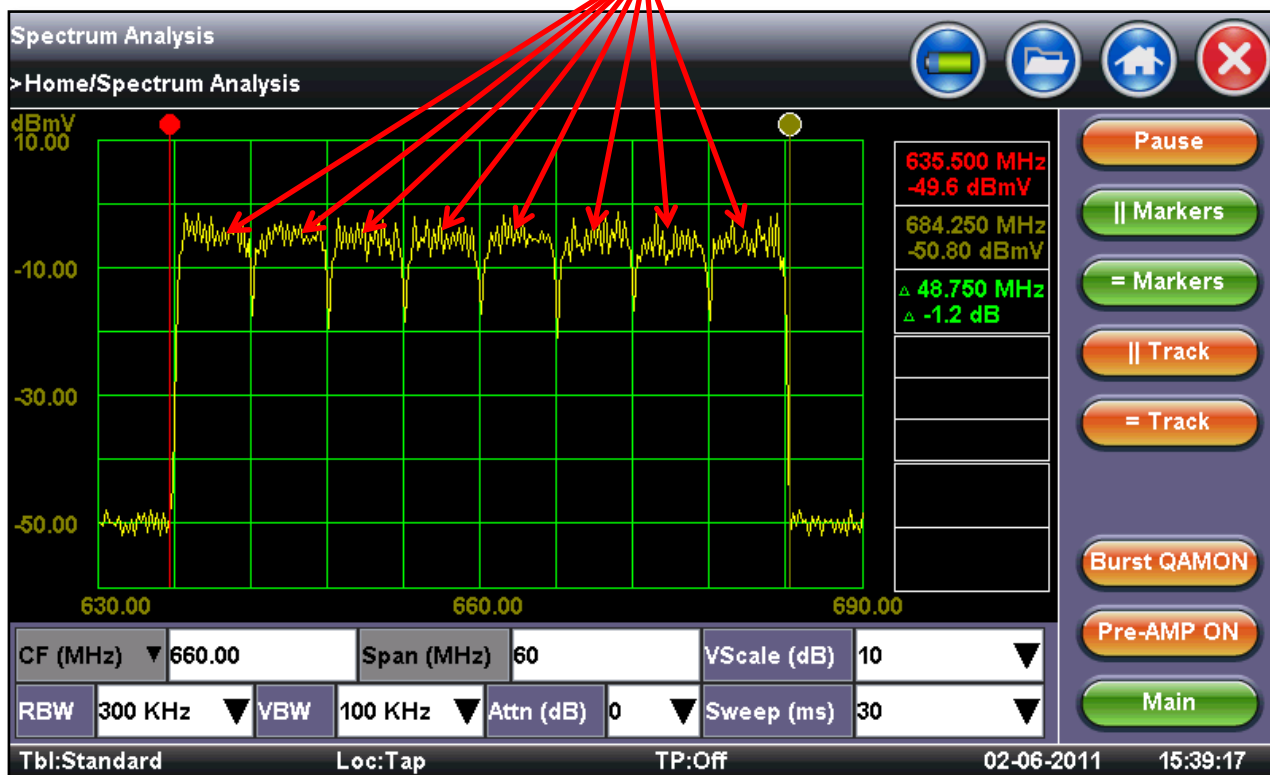 Spectrum Analysis
>Home/Spectrum Analysis
dBmV
10.00
-10.00
-30.00
-50.00
630.00 660.00 690.00
635.500 MHz
-49.6 dBmV
684.250 MHz
-50.80 dBmV
△ 48.750 MHz
△ -1.2 dB
Pause
|| Markers
= Markers
|| Track
= Track
Burst QAMON
Pre-AMP ON
Main
CF (MHz) ▼ 660.00 Span (MHz) 60 VScale (dB) 10 ▼
RBW 300 KHz ▼ VBW 100 KHz ▼ Attn (dB) 0 ▼ Sweep (ms) 30 ▼
Tbl:Standard Loc:Tap TP:Off 02-06-2011 15:39:17